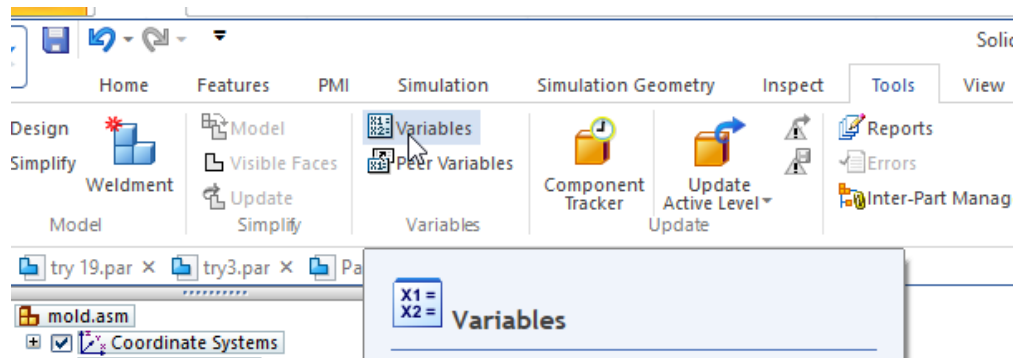 Solid
Home Features PMI Simulation Simulation Geometry Inspect Tools View
Design Model Variables Reports
Simplify Visible Faces Peer Variables Errors
Weldment Update Component Tracker Update Active Level Inter-Part Manag
Model Simplify Variables Update
try 19.par try3.par Pa
X1 =
X2 = Variables
mold.asm
Coordinate Systems